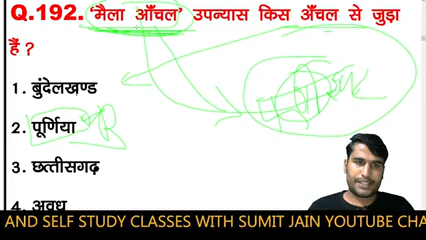 Q.192. 'मैला आँचल' उपन्यास किस अँचल से जुड़ा
हैं ?
1. बुंदेलखण्ड
2. पूर्णिया
3. छत्तीसगढ़
4. अवध
AND SELF STUDY CLASSES WITH SUMIT JAIN YOUTUBE CHA